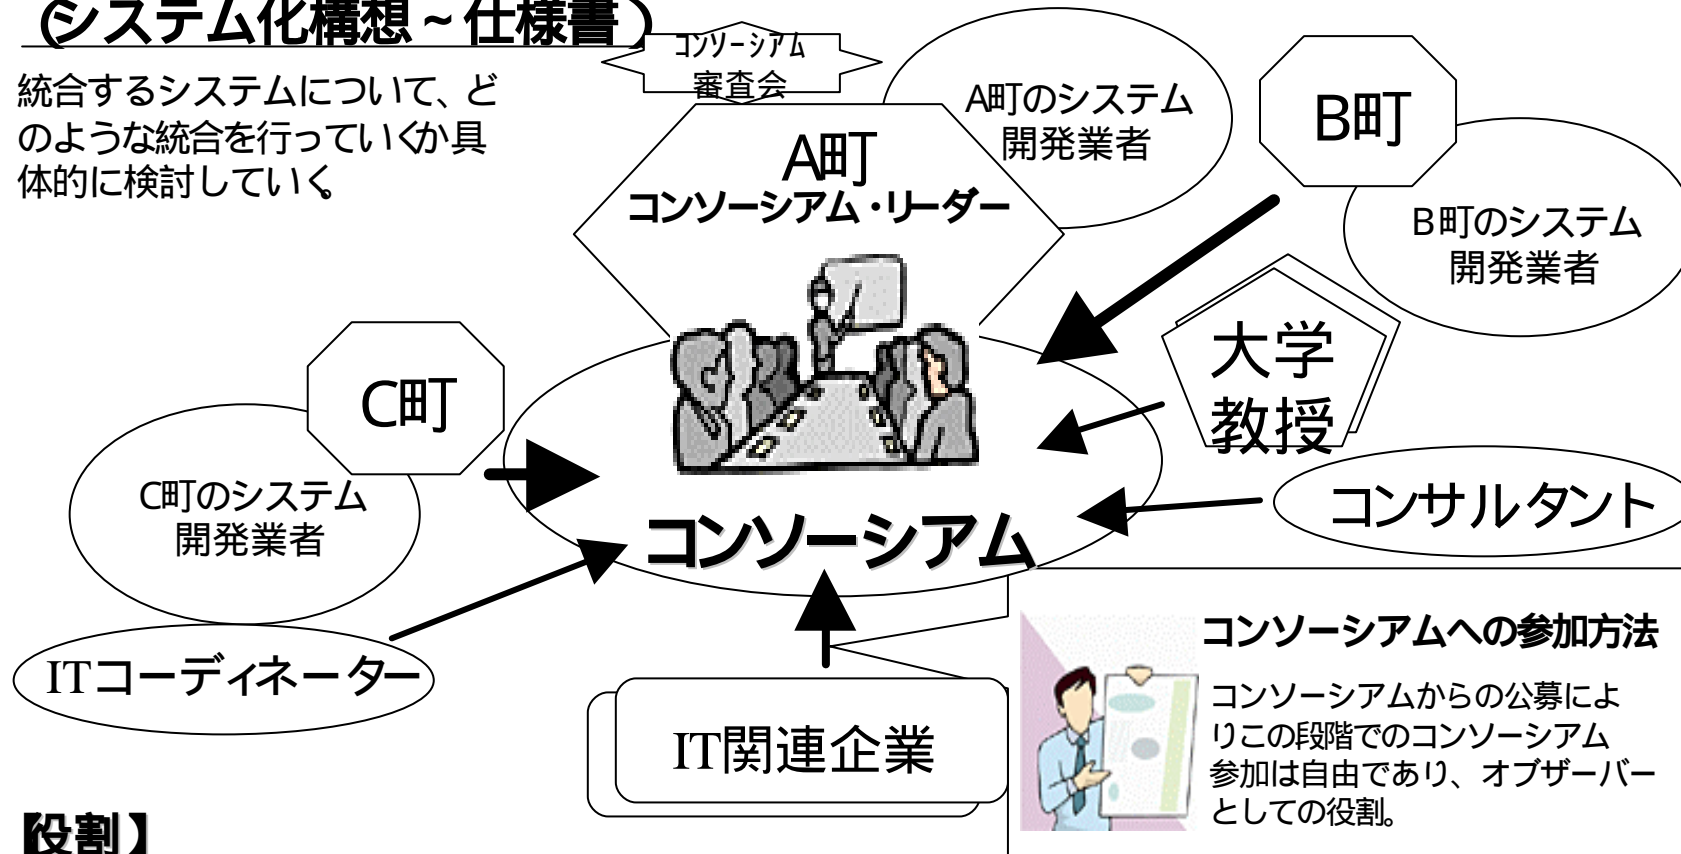 (システム化構想~仕様書)
統合するシステムについて、ど
のような統合を行っていくか具
体的に検討していく
コンソーシアム
審査会
A町
コンソーシアム・リーダー
A町のシステム
開発業者
B町
B町のシステム
開発業者
大学
教授
コンサルタント
C町
C町のシステム
開発業者
コンソーシアム
ITコーディネーター
IT関連企業
コンソーシアムへの参加方法
コンソーシアムからの公募によ
りこの段階でのコンソーシアム
参加は自由であり、オブザーバー
としての役割。
【役割】